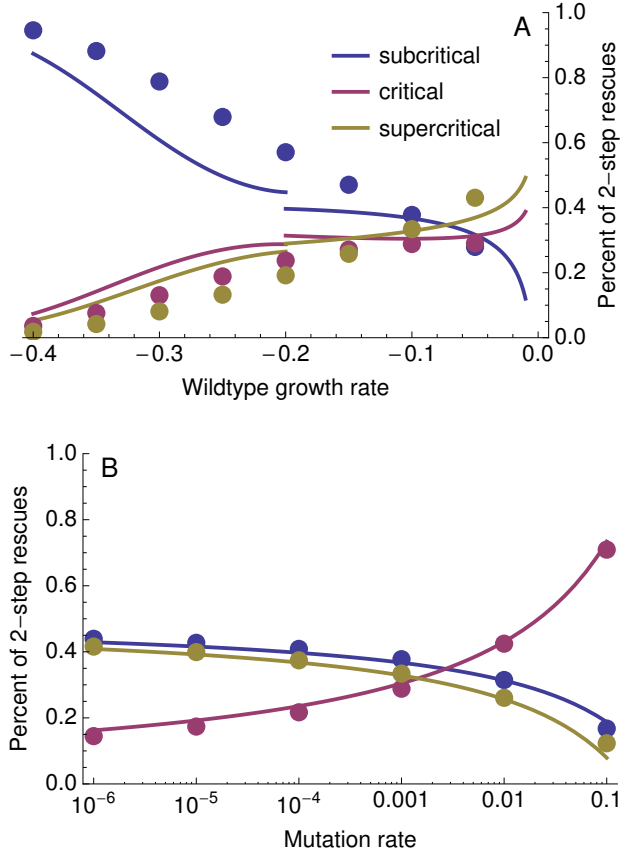 A
1.0
0.8
0.6
0.4
0.2
0.0
Percent of 2−step rescues
subcritical
critical
supercritical
−0.4 −0.3 −0.2 −0.1 0.0
Wildtype growth rate
B
1.0
0.8
0.6
0.4
0.2
0.0
Percent of 2−step rescues
10⁻⁶ 10⁻⁵ 10⁻⁴ 0.001 0.01 0.1
Mutation rate